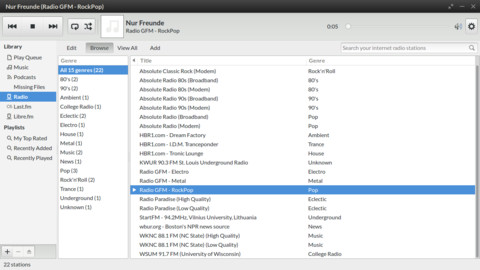 Nur Freunde (Radio GFM - RockPop)
Nur Freunde
Radio GFM - RockPop
0:05
Library
Play Queue
Music
Podcasts
Missing Files
Radio
Last.fm
Libre.fm
Playlists
My Top Rated
Recently Added
Recently Played
Edit Browse View All Add
Search your internet radio stations
Genre
All 15 genres (22)
80's (2)
90's (2)
Ambient (1)
College Radio (1)
Eclectic (2)
Electro (1)
House (1)
Metal (1)
Music (2)
News (1)
Pop (3)
Rock'n'Roll (2)
Trance (1)
Underground (1)
Unknown (1)
Title Genre
Absolute Classic Rock (Modem) Rock'n'Roll
Absolute Radio 80s (Broadband) 80's
Absolute Radio 80s (Modem) 80's
Absolute Radio 90s (Broadband) 90's
Absolute Radio 90s (Modem) 90's
Absolute Radio (Broadband) Pop
Absolute Radio (Modem) Pop
HBR1.com - Dream Factory Ambient
HBR1.com - I.D.M. Tranceponder Trance
HBR1.com - Tronic Lounge House
KWUR 90.3 FM St. Louis Underground Radio Unknown
Radio GFM - Electro Electro
Radio GFM - Metal Metal
Radio GFM - RockPop Pop
Radio Paradise (High Quality) Eclectic
Radio Paradise (Low Quality) Eclectic
StartFM - 94.2MHz, Vilnius University, Lithuania Underground
wbur.org - Boston's NPR news source News
WKNC 88.1 FM (NC State) (High Quality) Music
WKNC 88.1 FM (NC State) (Low Quality) Music
WSUM 91.7 FM (University of Wisconsin) College Radio
22 stations